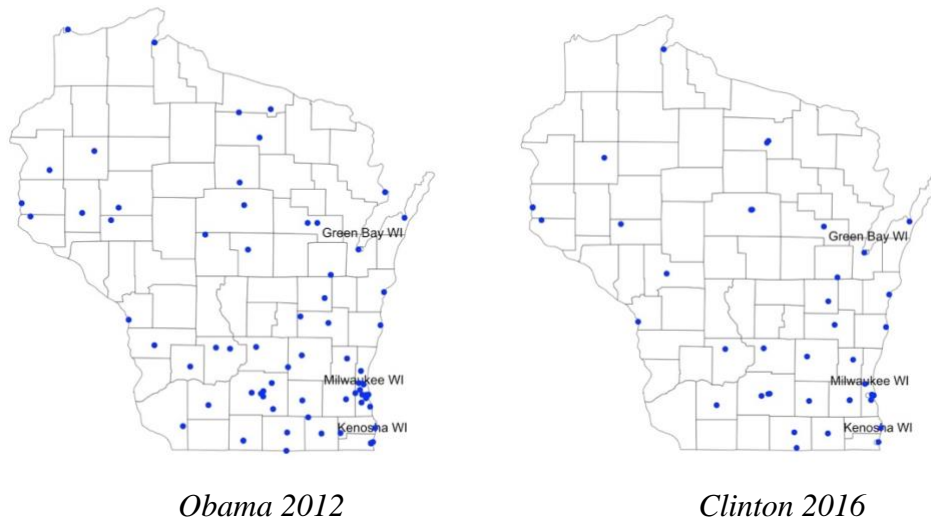 Green Bay WI
Milwaukee WI
Kenosha WI
Green Bay WI
Milwaukee WI
Kenosha WI
Obama 2012
Clinton 2016